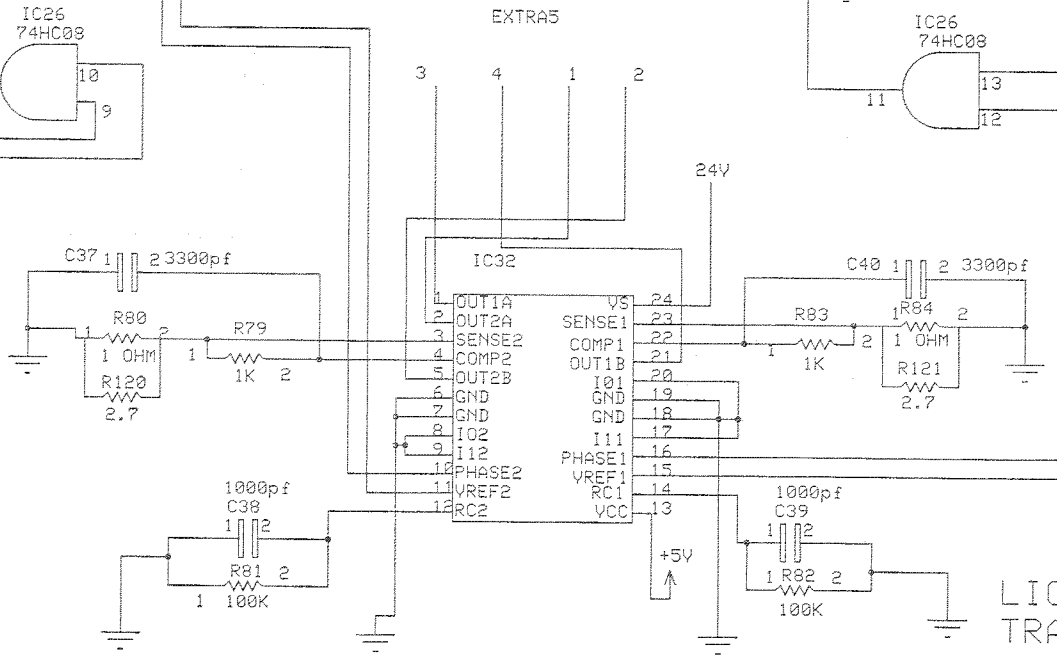 EXTRA5
IC26
74HC08
10
9
IC26
74HC08
11
13
12
3 4 1 2
24V
C37 1 2 3300pf
IC32
C40 1 2 3300pf
R80
1 2
1 OHM
R79
1 2
1K
R120
2.7
R83
1 2
1K
R84
1 2
1 OHM
R121
2.7
1 OUT1A VS 24
2 OUT2A SENSE1 23
3 SENSE2 COMP1 22
4 COMP2 OUT1B 21
5 OUT2B I01 20
6 GND GND 19
7 GND GND 18
8 I02 I11 17
9 I12 PHASE1 16
10 PHASE2 VREF1 15
11 VREF2 RC1 14
12 RC2 VCC 13
1000pf
C38
1 2
R81 2
1 100K
+5V
1000pf
C39
1 2
1 R82 2
100K
LIO
TRA